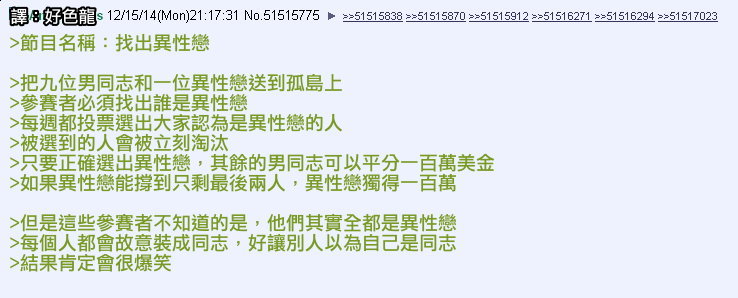 譯：好色龍 s 12/15/14(Mon)21:17:31 No.51515775 ▶ >>51515838 >>51515870 >>51515912 >>51516271 >>51516294 >>51517023
>節目名稱：找出異性戀
>把九位男同志和一位異性戀送到孤島上
>參賽者必須找出誰是異性戀
>每週都投票選出大家認為是異性戀的人
>被選到的人會被立刻淘汰
>只要正確選出異性戀，其餘的男同志可以平分一百萬美金
>如果異性戀能撐到只剩最後兩人，異性戀獨得一百萬
>但是這些參賽者不知道的是，他們其實全都是異性戀
>每個人都會故意裝成同志，好讓別人以為自己是同志
>結果肯定會很爆笑